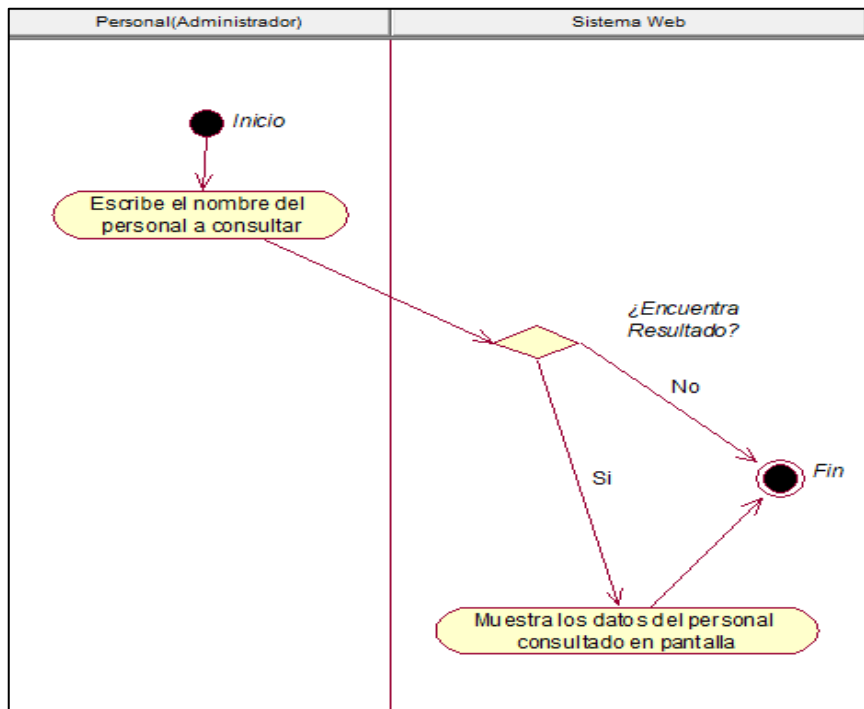 Personal(Administrador)
Sistema Web
Inicio
Escribe el nombre del
personal a consultar
¿Encuentra
Resultado?
No
Si
Fin
Muestra los datos del personal
consultado en pantalla